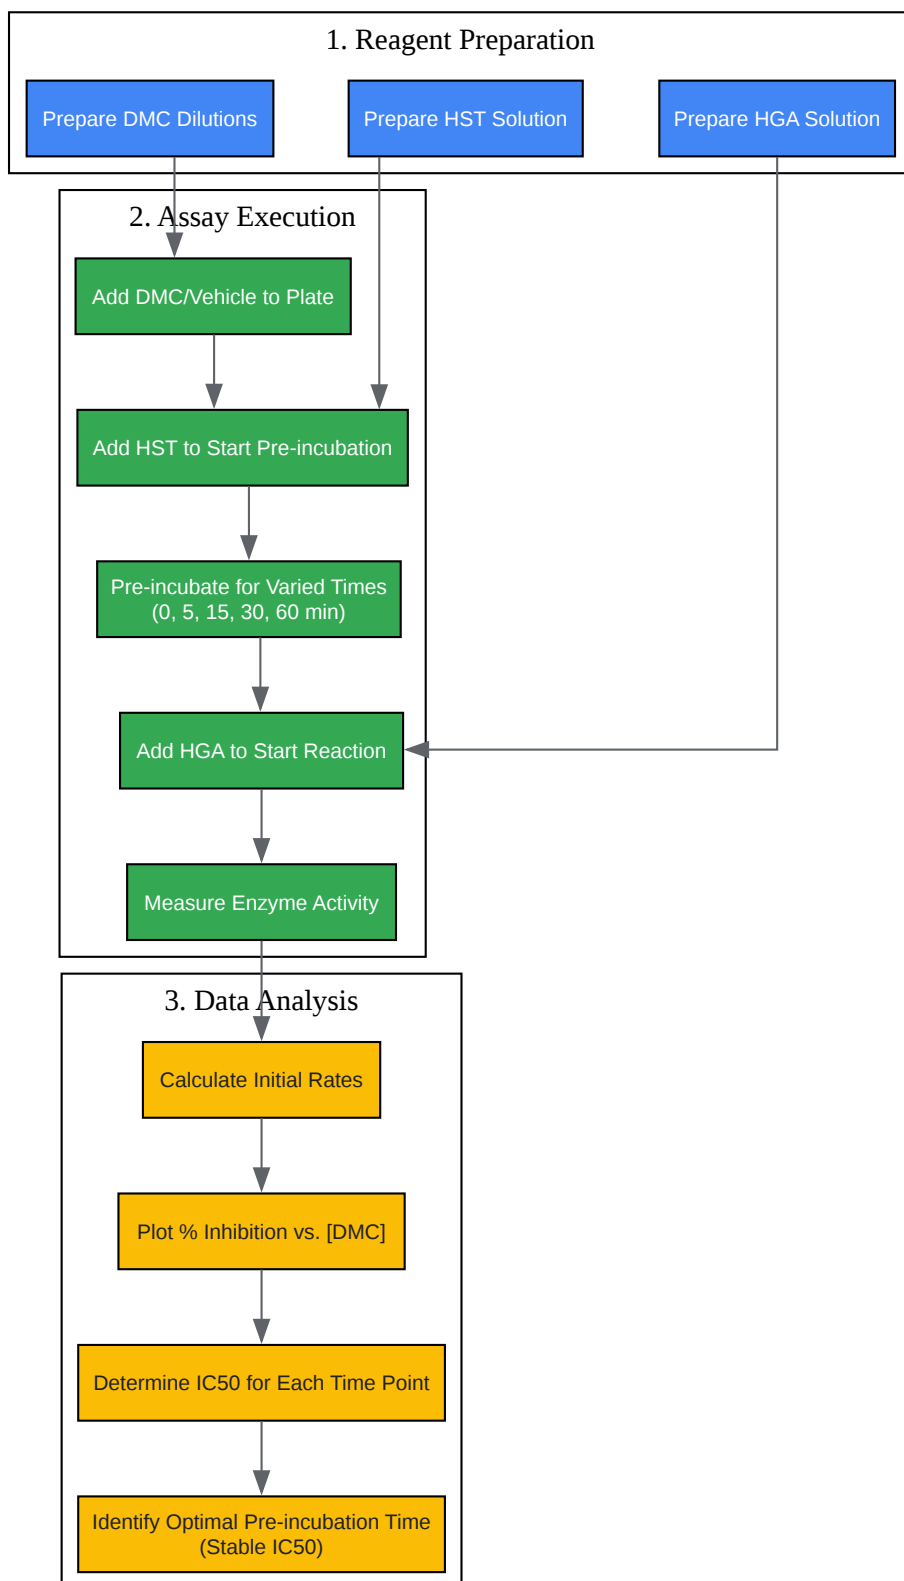 1. Reagent Preparation
Prepare DMC Dilutions
Prepare HST Solution
Prepare HGA Solution
2. Assay Execution
Add DMC/Vehicle to Plate
Add HST to Start Pre-incubation
Pre-incubate for Varied Times
(0, 5, 15, 30, 60 min)
Add HGA to Start Reaction
Measure Enzyme Activity
3. Data Analysis
Calculate Initial Rates
Plot % Inhibition vs. [DMC]
Determine IC50 for Each Time Point
Identify Optimal Pre-incubation Time
(Stable IC50)